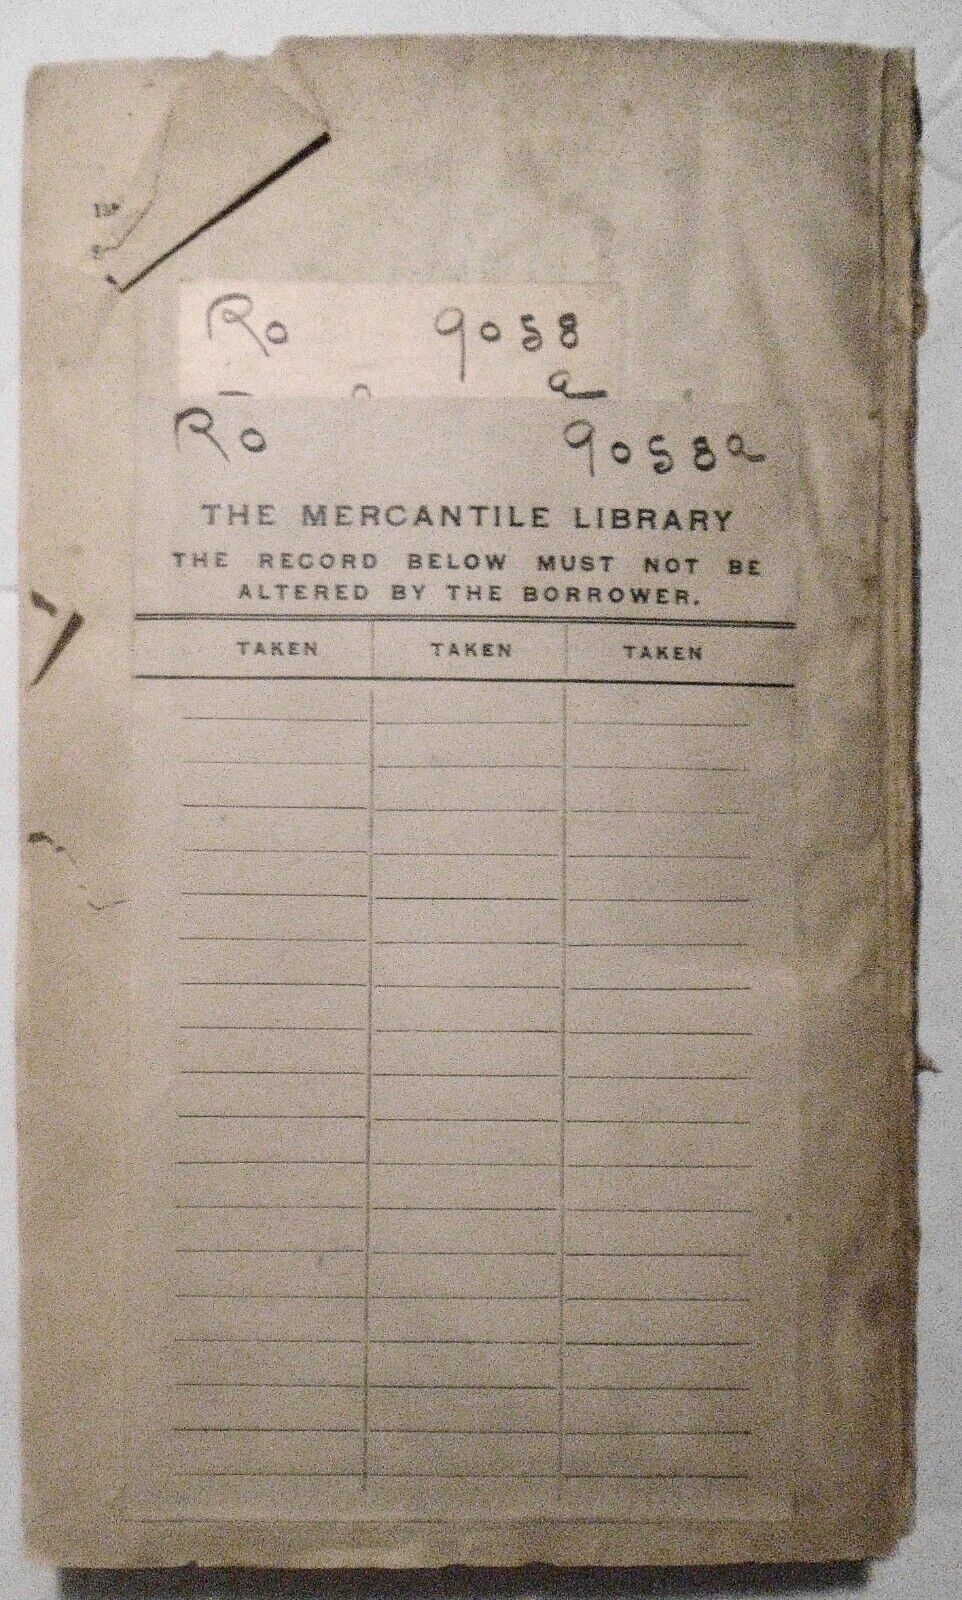 Ro 9058
a
Ro 9058a
THE MERCANTILE LIBRARY
THE RECORD BELOW MUST NOT BE
ALTERED BY THE BORROWER.
TAKEN TAKEN TAKEN